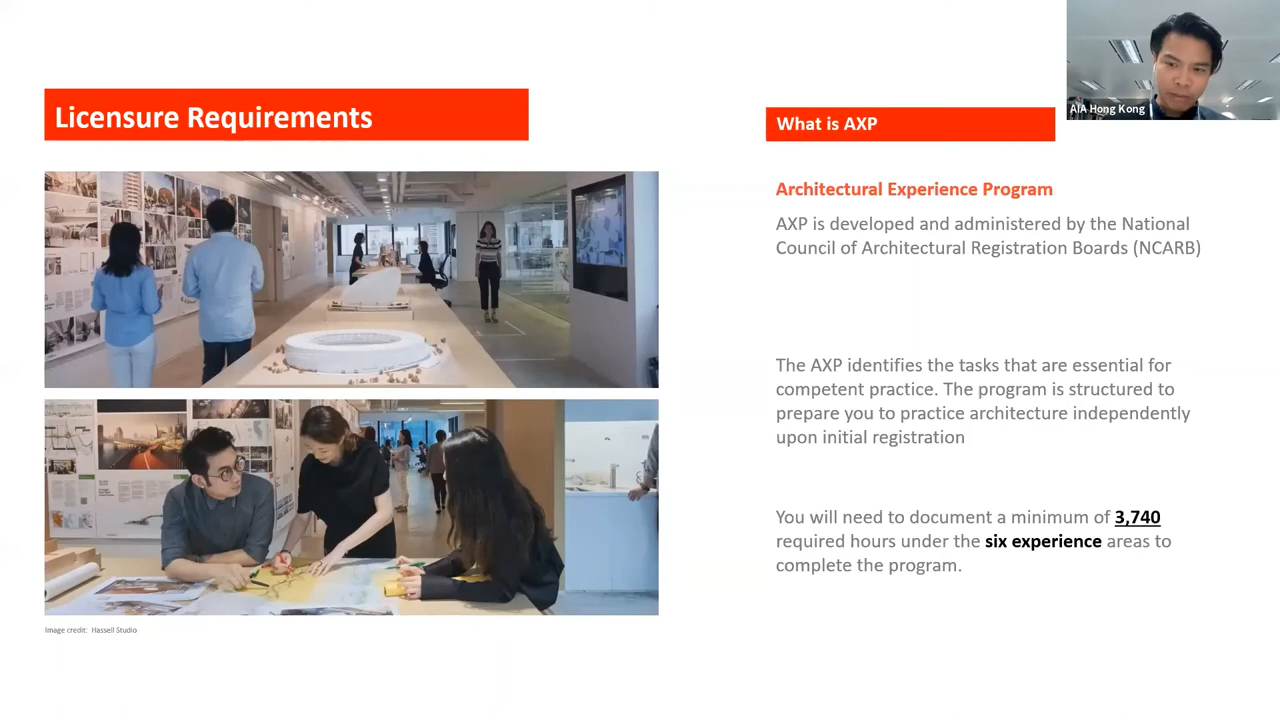 Licensure Requirements
What is AXP
AIA Hong Kong
Architectural Experience Program
AXP is developed and administered by the National
Council of Architectural Registration Boards (NCARB)
The AXP identifies the tasks that are essential for
competent practice. The program is structured to
prepare you to practice architecture independently
upon initial registration
You will need to document a minimum of 3,740
required hours under the six experience areas to
complete the program.
Image credit: Hassell Studio